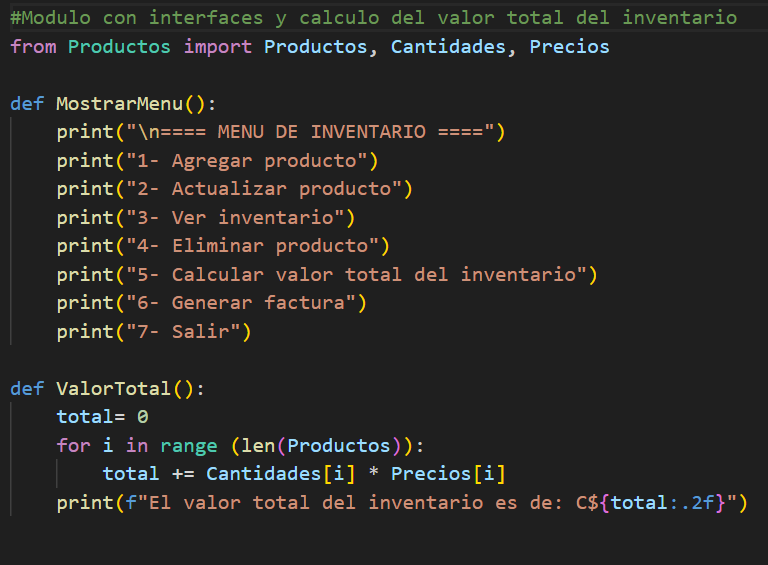 #Modulo con interfaces y calculo del valor total del inventario
from Productos import Productos, Cantidades, Precios

def MostrarMenu():
    print("\n==== MENU DE INVENTARIO ====")
    print("1- Agregar producto")
    print("2- Actualizar producto")
    print("3- Ver inventario")
    print("4- Eliminar producto")
    print("5- Calcular valor total del inventario")
    print("6- Generar factura")
    print("7- Salir")

def ValorTotal():
    total= 0
    for i in range (len(Productos)):
        total += Cantidades[i] * Precios[i]
    print(f"El valor total del inventario es de: C${total:.2f}")